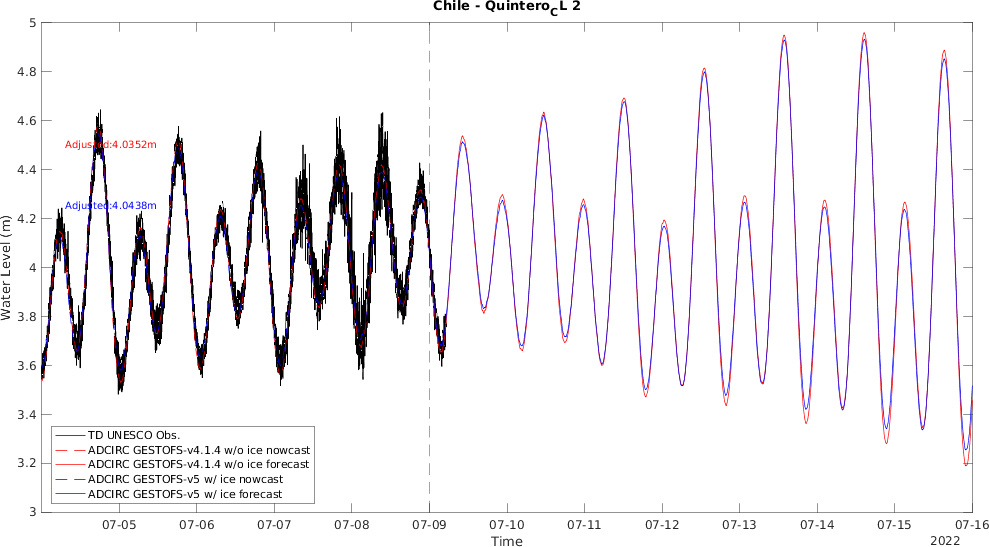 Chile - Quintero_CL 2
5
4.8
4.6
4.4
4.2
4
3.8
3.6
3.4
3.2
3
Water Level (m)
Adjusted:4.0352m
Adjusted:4.0438m
TD UNESCO Obs.
ADCIRC GESTOFS-v4.1.4 w/o ice nowcast
ADCIRC GESTOFS-v4.1.4 w/o ice forecast
ADCIRC GESTOFS-v5 w/ ice nowcast
ADCIRC GESTOFS-v5 w/ ice forecast
07-05 07-06 07-07 07-08 07-09 07-10 07-11 07-12 07-13 07-14 07-15 07-16
Time
2022